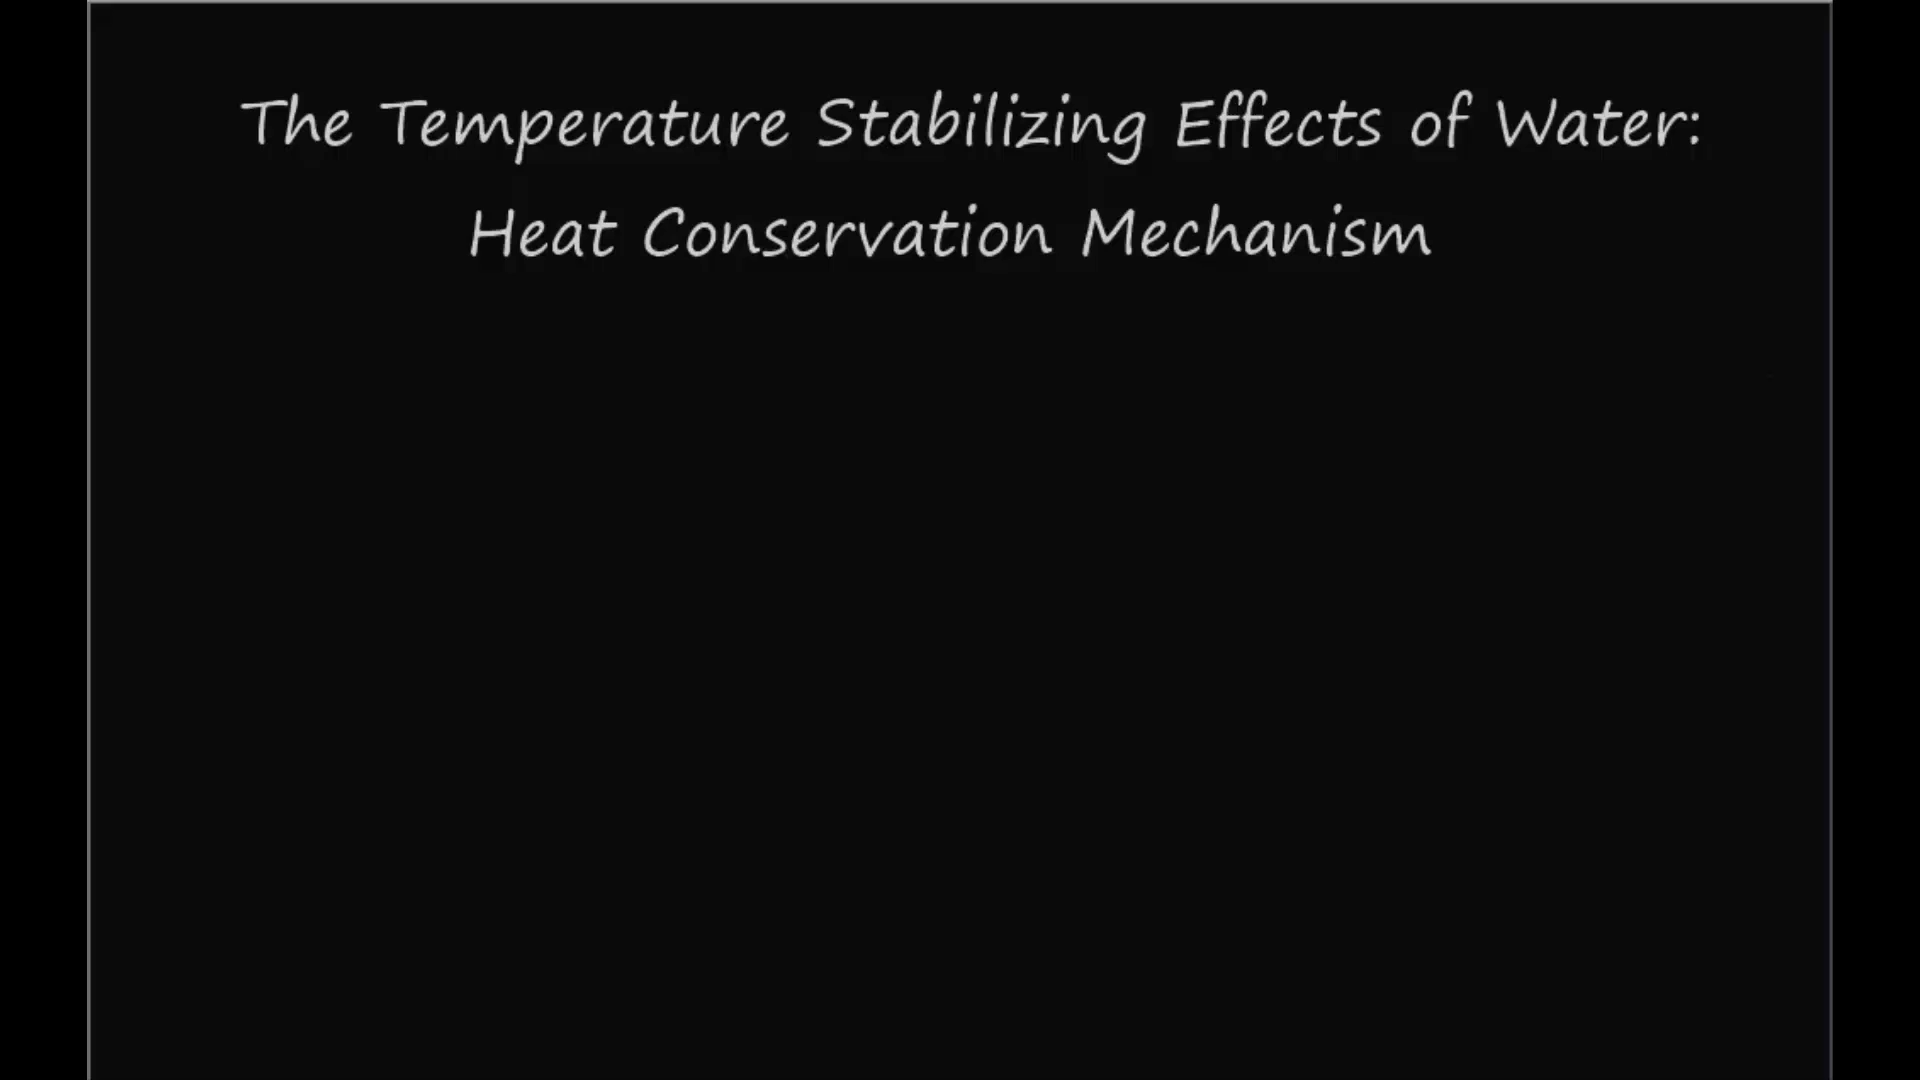 The Temperature Stabilizing Effects of Water:
Heat Conservation Mechanism